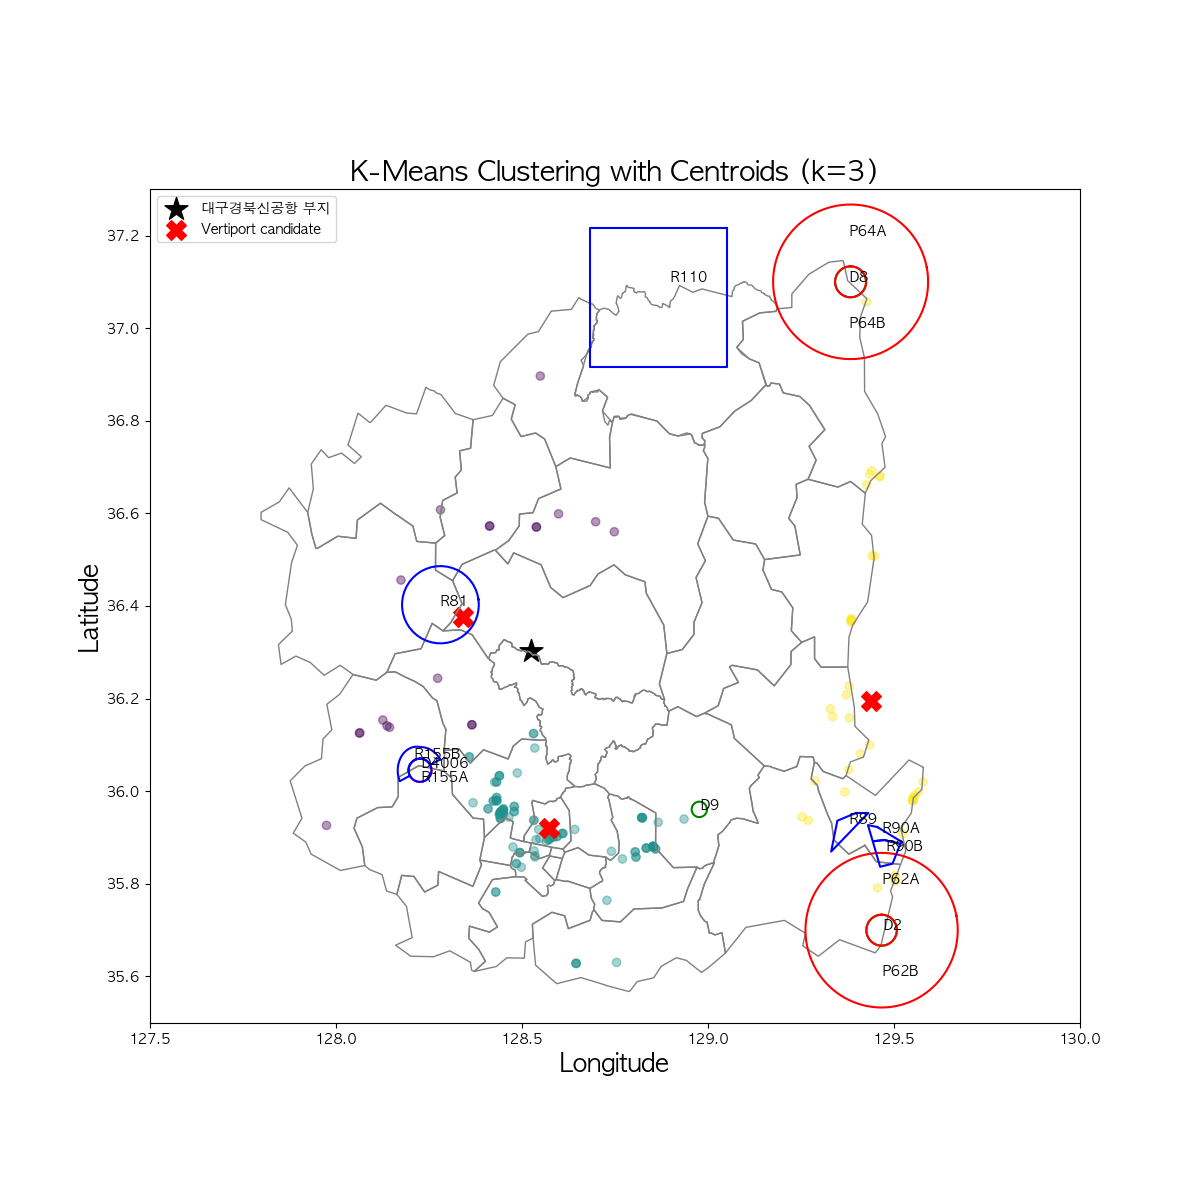 K-Means Clustering with Centroids (k=3)
대구경북신공항 부지
Vertiport candidate
37.2
37.0
36.8
36.6
36.4
36.2
36.0
35.8
35.6
Latitude
P64A
R110
D8
P64B
R81
R155B
R155A
D9
R89
R90A
R90B
P62A
D2
P62B
127.5
128.0
128.5
129.0
129.5
130.0
Longitude